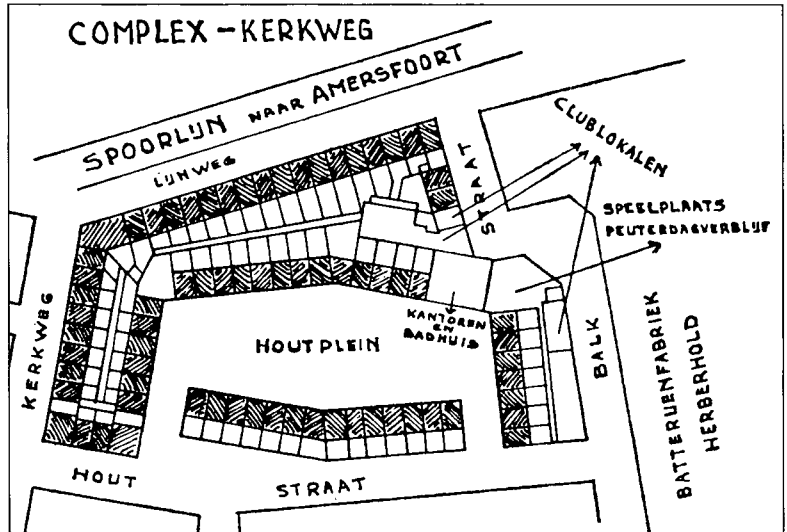 COMPLEX-KERKWEG
SPOORLIJN NAAR AMERSFOORT
LIJNWEG
STRAAT
CLUBLOKALEN
SPEELPLAATS
PEUTERDAGVERBLIJF
KANTOREN
EN
BADHUIS
HOUTPLEIN
KERKWEG
BALK
BATTERIJENFABRIEK
HERBERHOLD
HOUT STRAAT